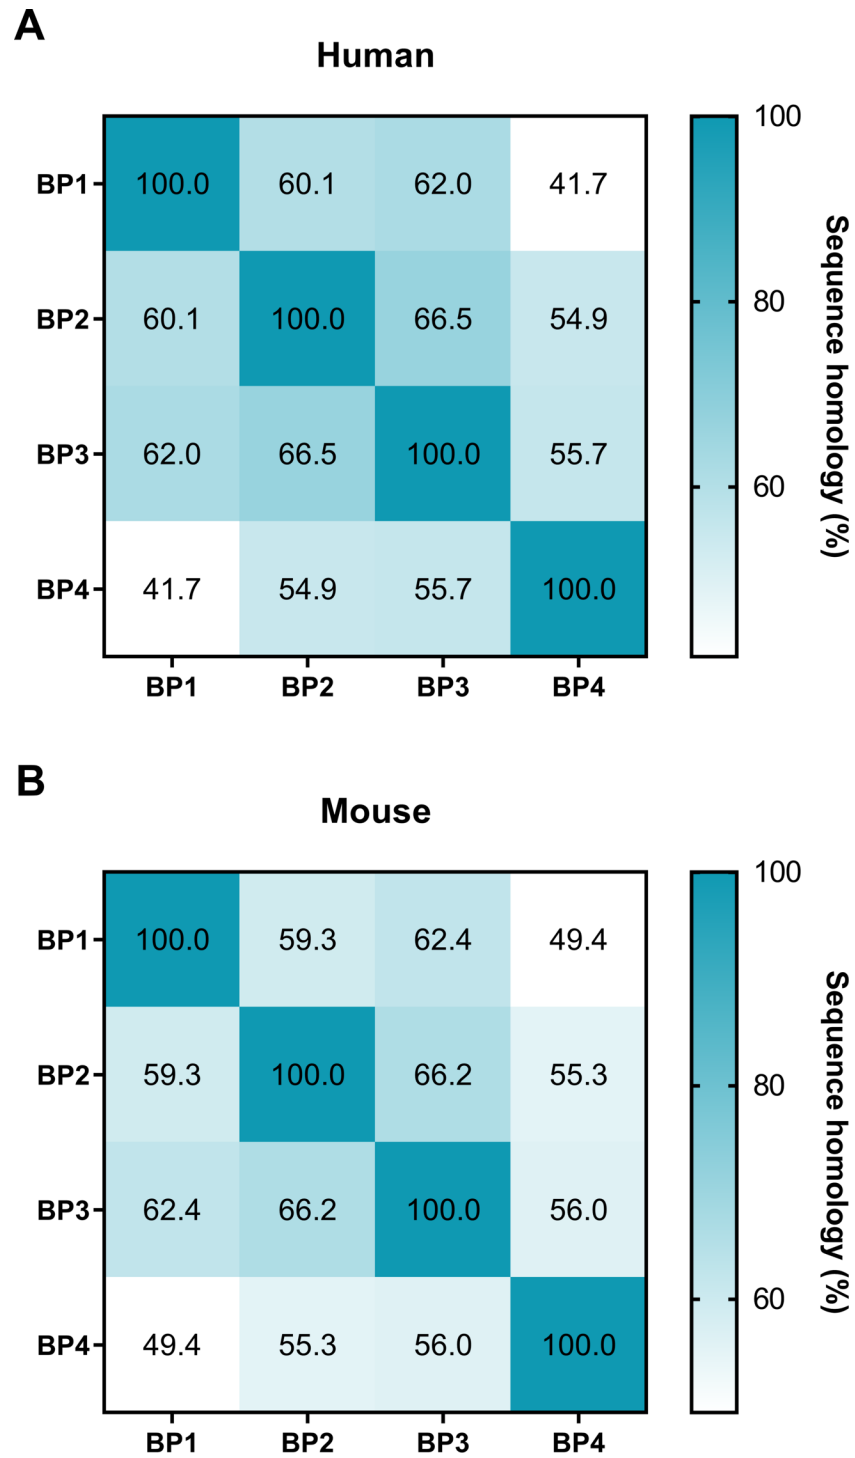 A
Human
BP1 100.0 60.1 62.0 41.7
BP2 60.1 100.0 66.5 54.9
BP3 62.0 66.5 100.0 55.7
BP4 41.7 54.9 55.7 100.0
BP1 BP2 BP3 BP4
100
80
60
Sequence homology (%)
B
Mouse
BP1 100.0 59.3 62.4 49.4
BP2 59.3 100.0 66.2 55.3
BP3 62.4 66.2 100.0 56.0
BP4 49.4 55.3 56.0 100.0
BP1 BP2 BP3 BP4
100
80
60
Sequence homology (%)